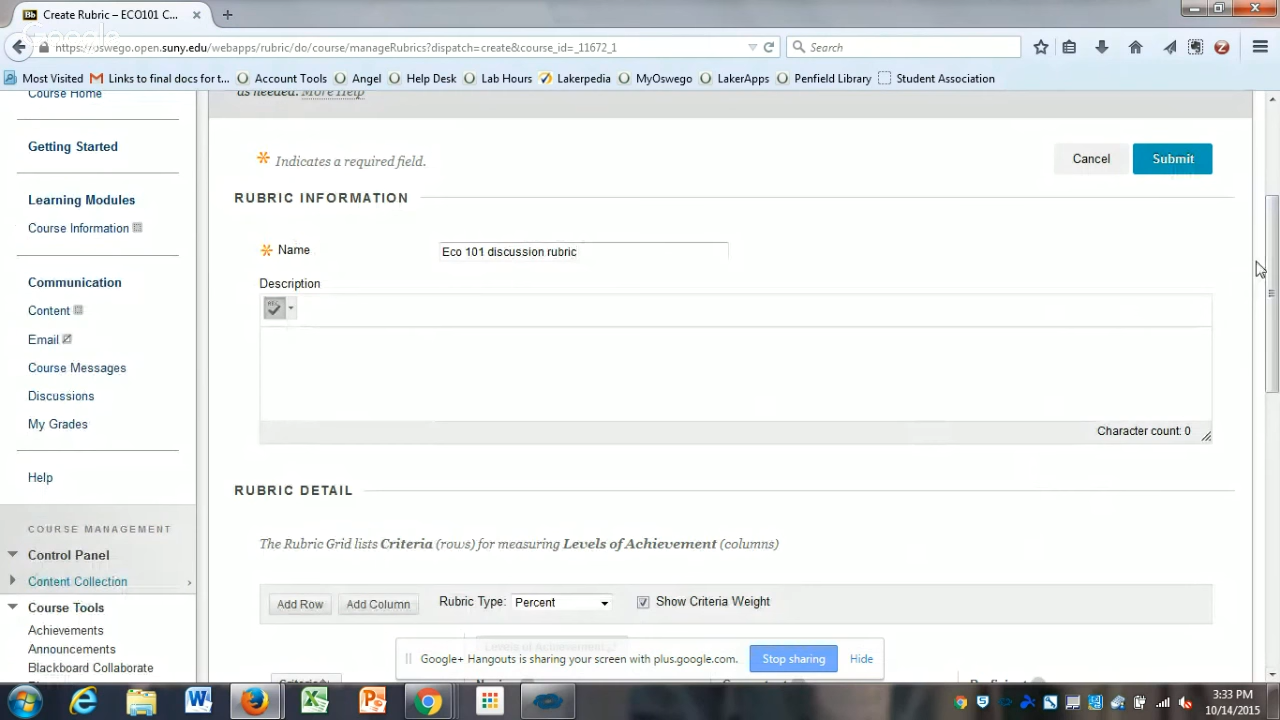 Create Rubric – ECO101 C...
https://oswego.open.suny.edu/webapps/rubric/do/course/manageRubrics?dispatch=create&course_id=_11672_1
Search
Most Visited
Links to final docs for t...
Account Tools
Angel
Help Desk
Lab Hours
Lakerpedia
MyOswego
LakerApps
Penfield Library
Student Association
Google
Course Home
Getting Started
Learning Modules
Course Information
Communication
Content
Email
Course Messages
Discussions
My Grades
Help
COURSE MANAGEMENT
Control Panel
Content Collection
Course Tools
Achievements
Announcements
Blackboard Collaborate
as needed. More Help
Indicates a required field.
Cancel
Submit
RUBRIC INFORMATION
Name
Eco 101 discussion rubric
Description
ABC
Character count: 0
RUBRIC DETAIL
The Rubric Grid lists Criteria (rows) for measuring Levels of Achievement (columns)
Add Row
Add Column
Rubric Type:
Percent
Show Criteria Weight
Levels of Achievement
Google+ Hangouts is sharing your screen with plus.google.com.
Stop sharing
Hide
Criteria
3:33 PM
10/14/2015